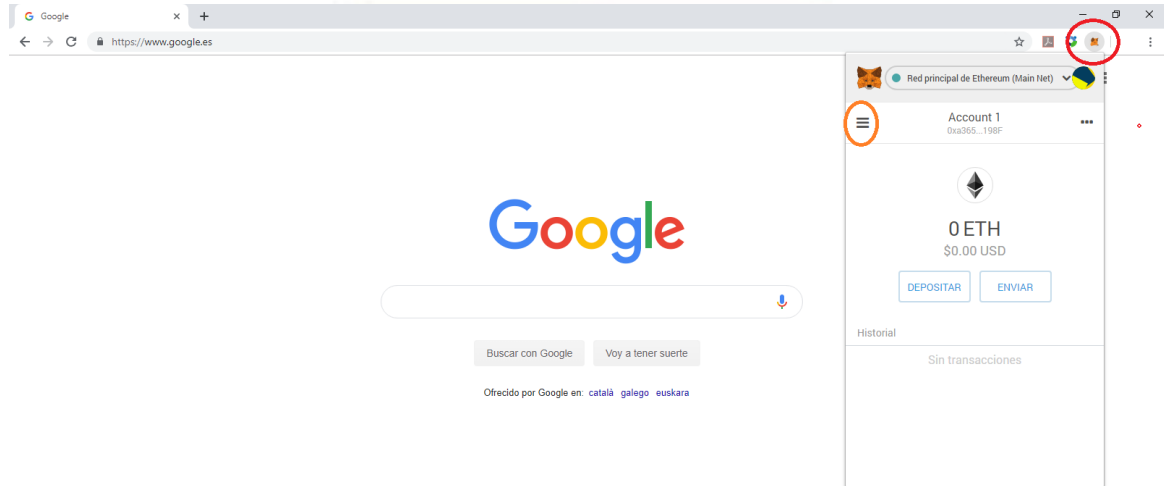 Google
https://www.google.es
Red principal de Ethereum (Main Net)
Account 1
0xa365...198F
Google
0 ETH
$0.00 USD
DEPOSITAR ENVIAR
Historial
Sin transacciones
Buscar con Google Voy a tener suerte
Ofrecido por Google en: català galego euskara